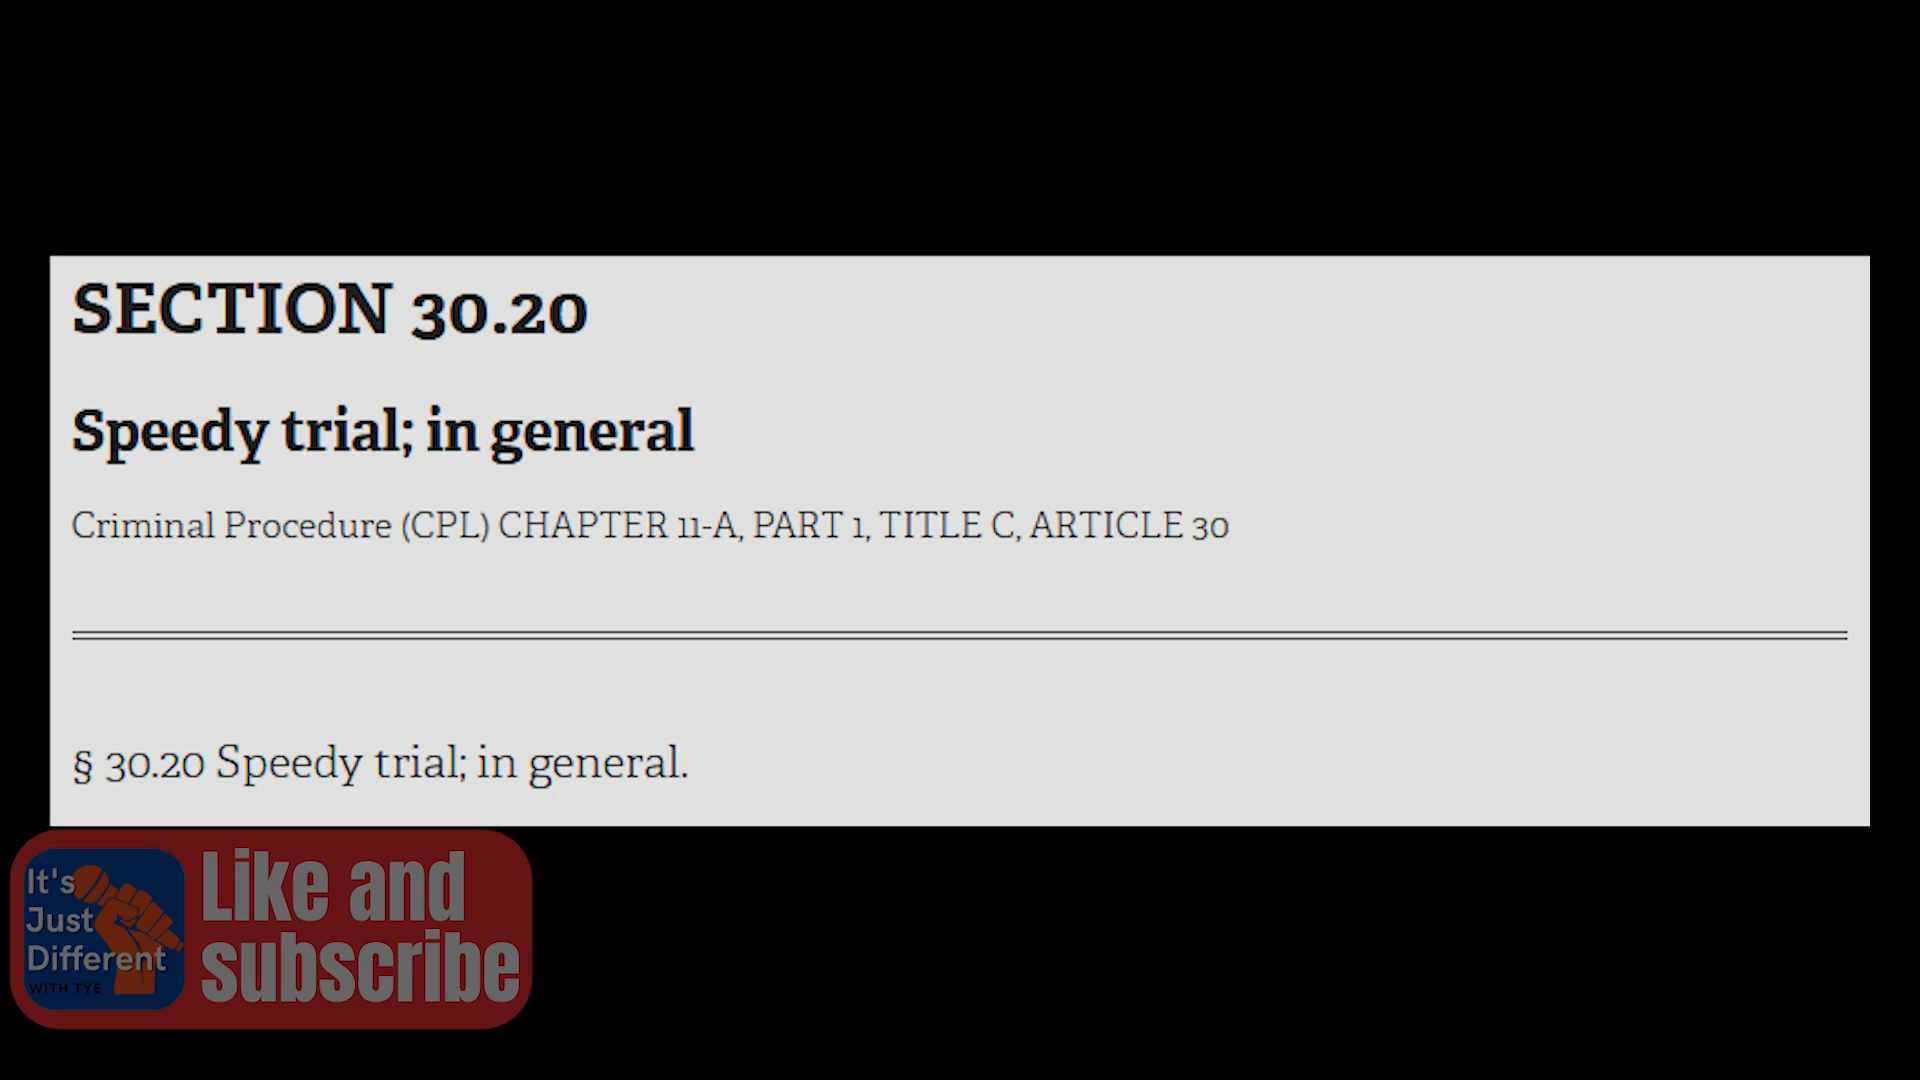 SECTION 30.20
Speedy trial; in general
Criminal Procedure (CPL) CHAPTER 11-A, PART 1, TITLE C, ARTICLE 30
§ 30.20 Speedy trial; in general.
It's
Just
Different
WITH TYE
Like and
subscribe